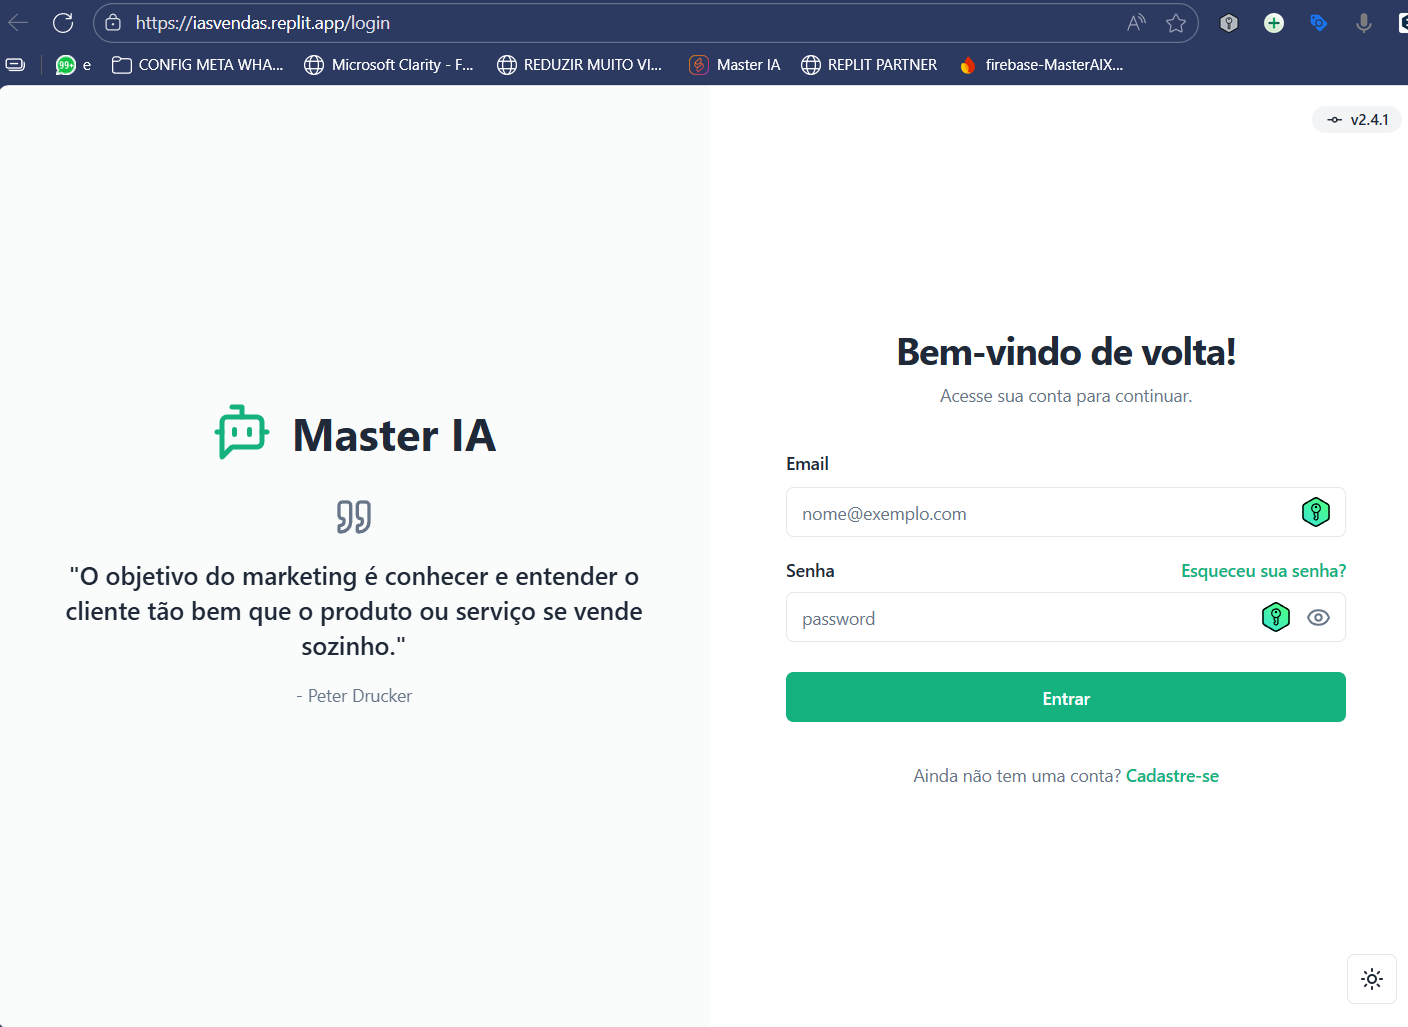 https://iasvendas.replit.app/login
99+ e
CONFIG META WHA...
Microsoft Clarity - F...
REDUZIR MUITO VI...
Master IA
REPLIT PARTNER
firebase-MasterAIX...
v2.4.1
Master IA
"O objetivo do marketing é conhecer e entender o
cliente tão bem que o produto ou serviço se vende
sozinho."
- Peter Drucker
Bem-vindo de volta!
Acesse sua conta para continuar.
Email
nome@exemplo.com
Senha
Esqueceu sua senha?
password
Entrar
Ainda não tem uma conta? Cadastre-se